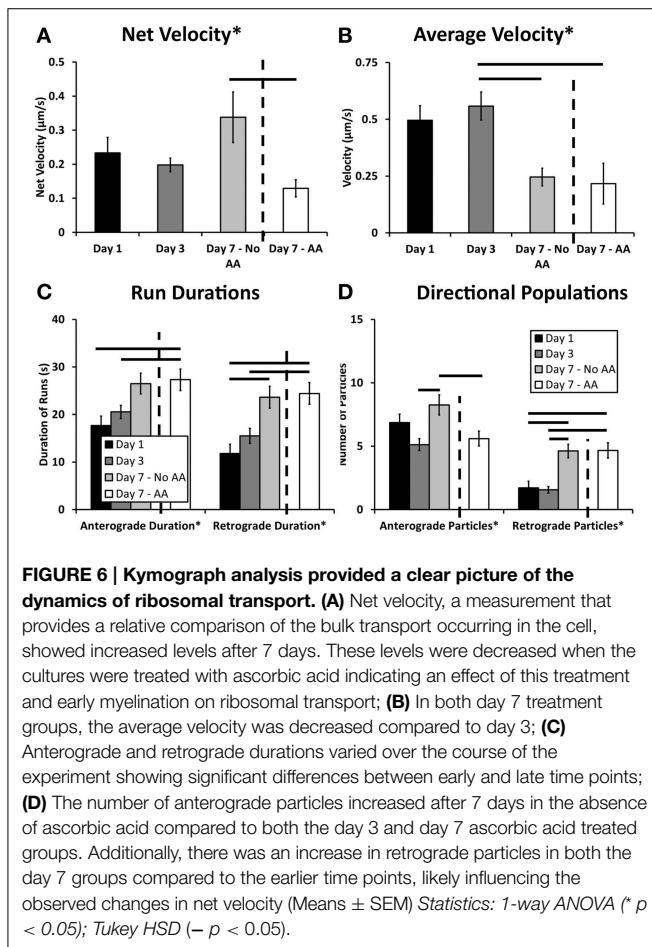 A Net Velocity*
B Average Velocity*
Net Velocity (µm/s)
0.5
0.4
0.3
0.2
0.1
0
Day 1 Day 3 Day 7 - No AA Day 7 - AA
Velocity (µm/s)
0.75
0.5
0.25
0
Day 1 Day 3 Day 7 - No AA Day 7 - AA
C Run Durations
D Directional Populations
Duration of Runs (s)
40
30
20
10
0
Day 1
Day 3
Day 7 - No AA
Day 7 - AA
Anterograde Duration* Retrograde Duration*
Number of Particles
15
10
5
0
Day 1
Day 3
Day 7 - No AA
Day 7 - AA
Anterograde Particles* Retrograde Particles*
FIGURE 6 | Kymograph analysis provided a clear picture of the
dynamics of ribosomal transport. (A) Net velocity, a measurement that
provides a relative comparison of the bulk transport occurring in the cell,
showed increased levels after 7 days. These levels were decreased when the
cultures were treated with ascorbic acid indicating an effect of this treatment
and early myelination on ribosomal transport; (B) In both day 7 treatment
groups, the average velocity was decreased compared to day 3; (C)
Anterograde and retrograde durations varied over the course of the
experiment showing significant differences between early and late time points;
(D) The number of anterograde particles increased after 7 days in the absence
of ascorbic acid compared to both the day 3 and day 7 ascorbic acid treated
groups. Additionally, there was an increase in retrograde particles in both the
day 7 groups compared to the earlier time points, likely influencing the
observed changes in net velocity (Means ± SEM) Statistics: 1-way ANOVA (* p
< 0.05); Tukey HSD (– p < 0.05).